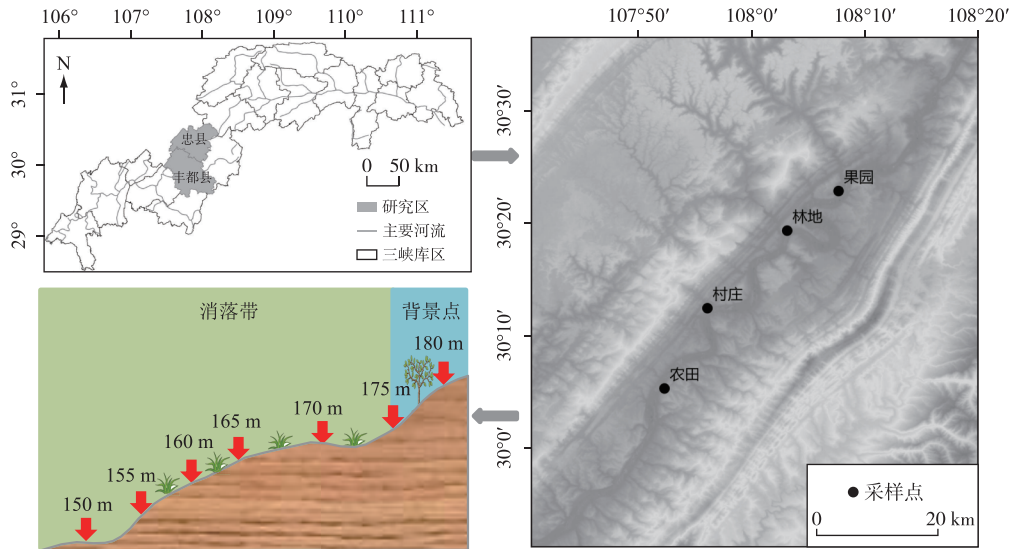 106° 107° 108° 109° 110° 111°
N
31°
30°
29°
忠县
丰都县
0 50 km
研究区
主要河流
三峡库区
107°50′ 108°0′ 108°10′ 108°20′
30°30′
30°20′
30°10′
30°0′
果园
林地
村庄
农田
采样点
0 20 km
消落带
背景点
180 m
175 m
170 m
165 m
160 m
155 m
150 m